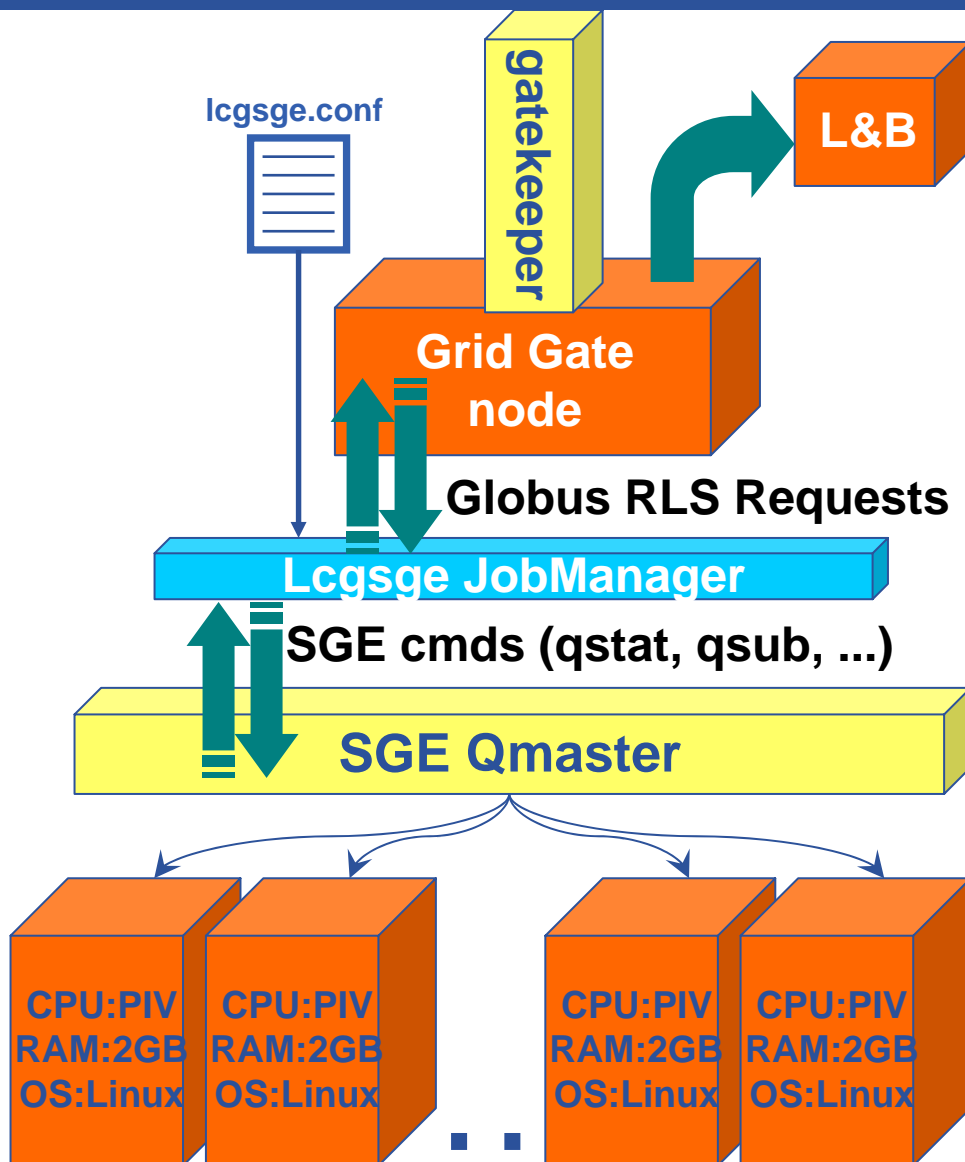 gatekeeper
lcgsge.conf
L&B
Grid Gate
node
Globus RLS Requests
Lcgsge JobManager
SGE cmds (qstat, qsub, ...)
SGE Qmaster
CPU:PIV
RAM:2GB
OS:Linux
CPU:PIV
RAM:2GB
OS:Linux
CPU:PIV
RAM:2GB
OS:Linux
CPU:PIV
RAM:2GB
OS:Linux
. .